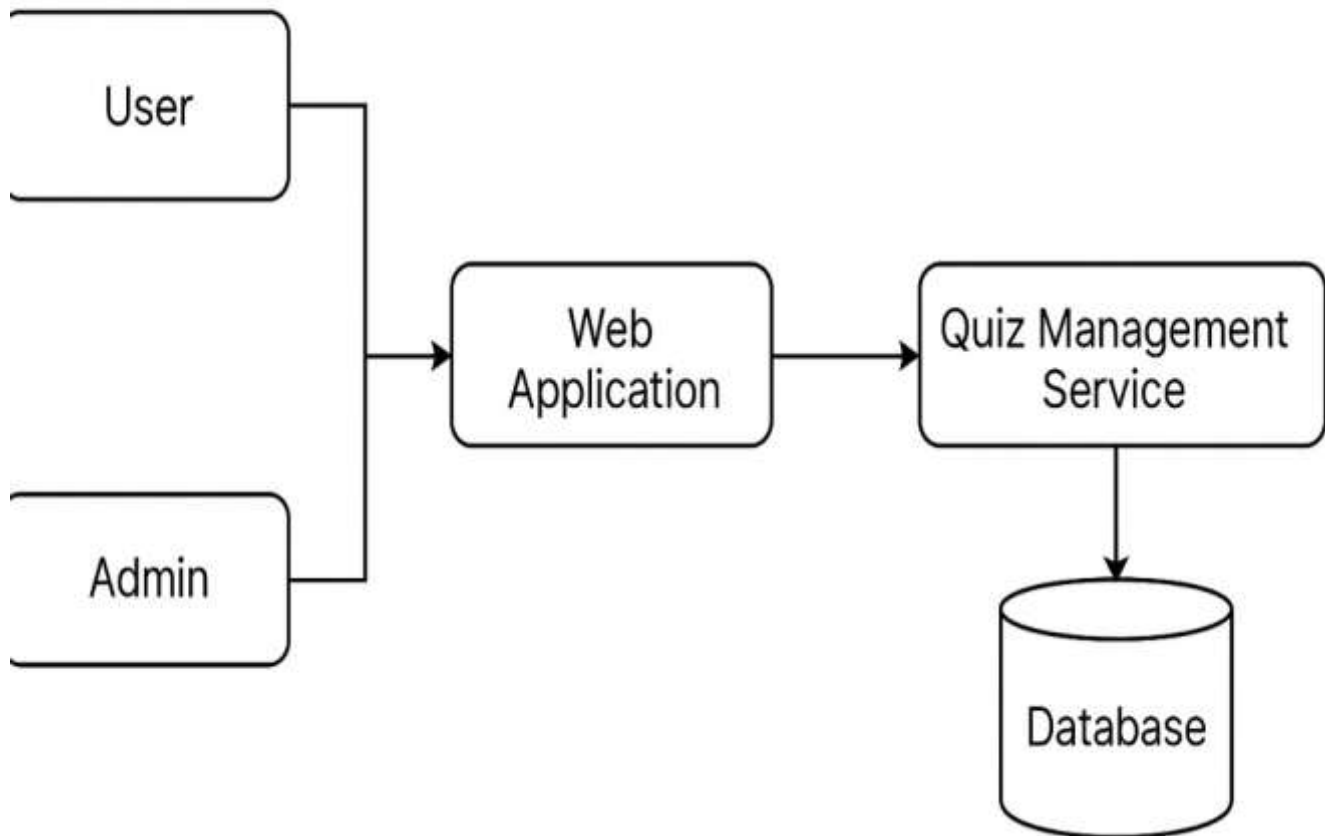 User
Web
Application
Quiz Management
Service
Admin
Database